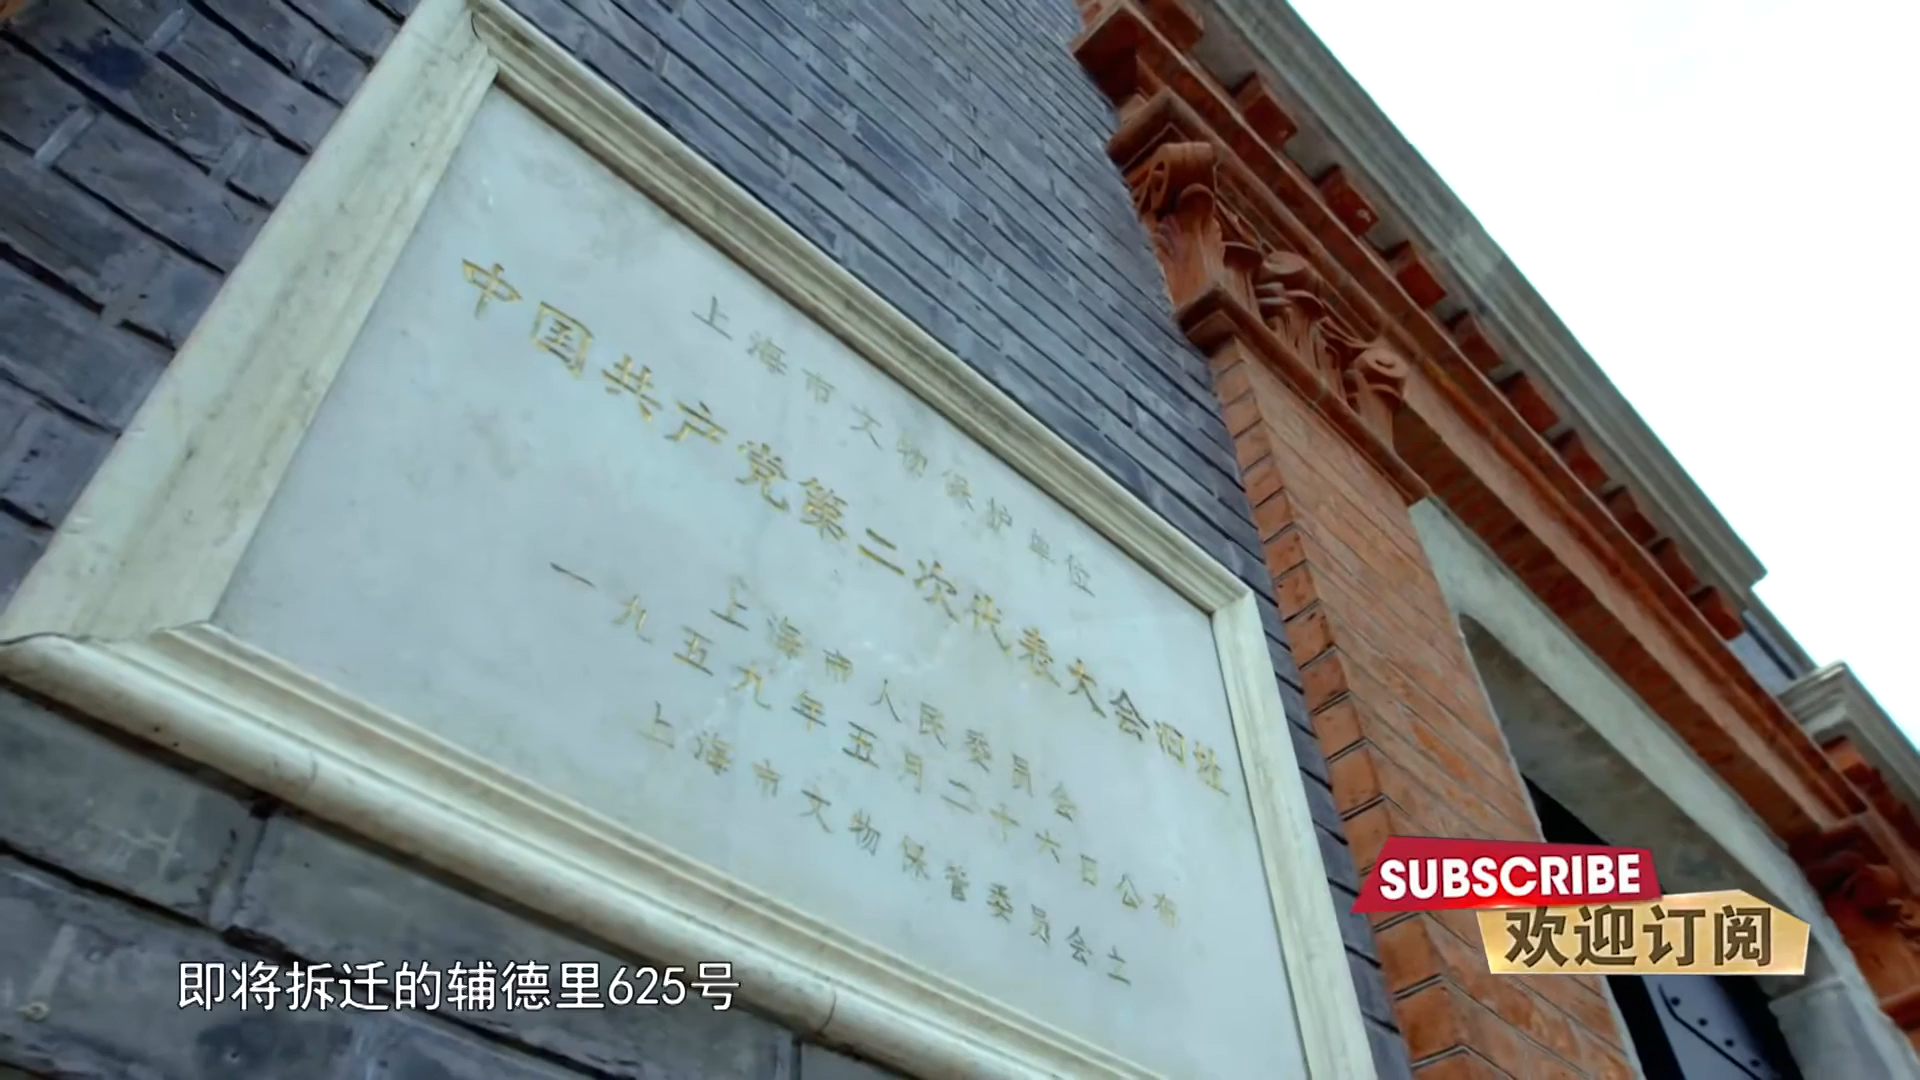 上海市文物保护单位
中国共产党第二次代表大会旧址
上海市人民委员会
一九五九年五月二十六日公布
上海市文物保管委员会立
SUBSCRIBE
欢迎订阅
即将拆迁的辅德里625号